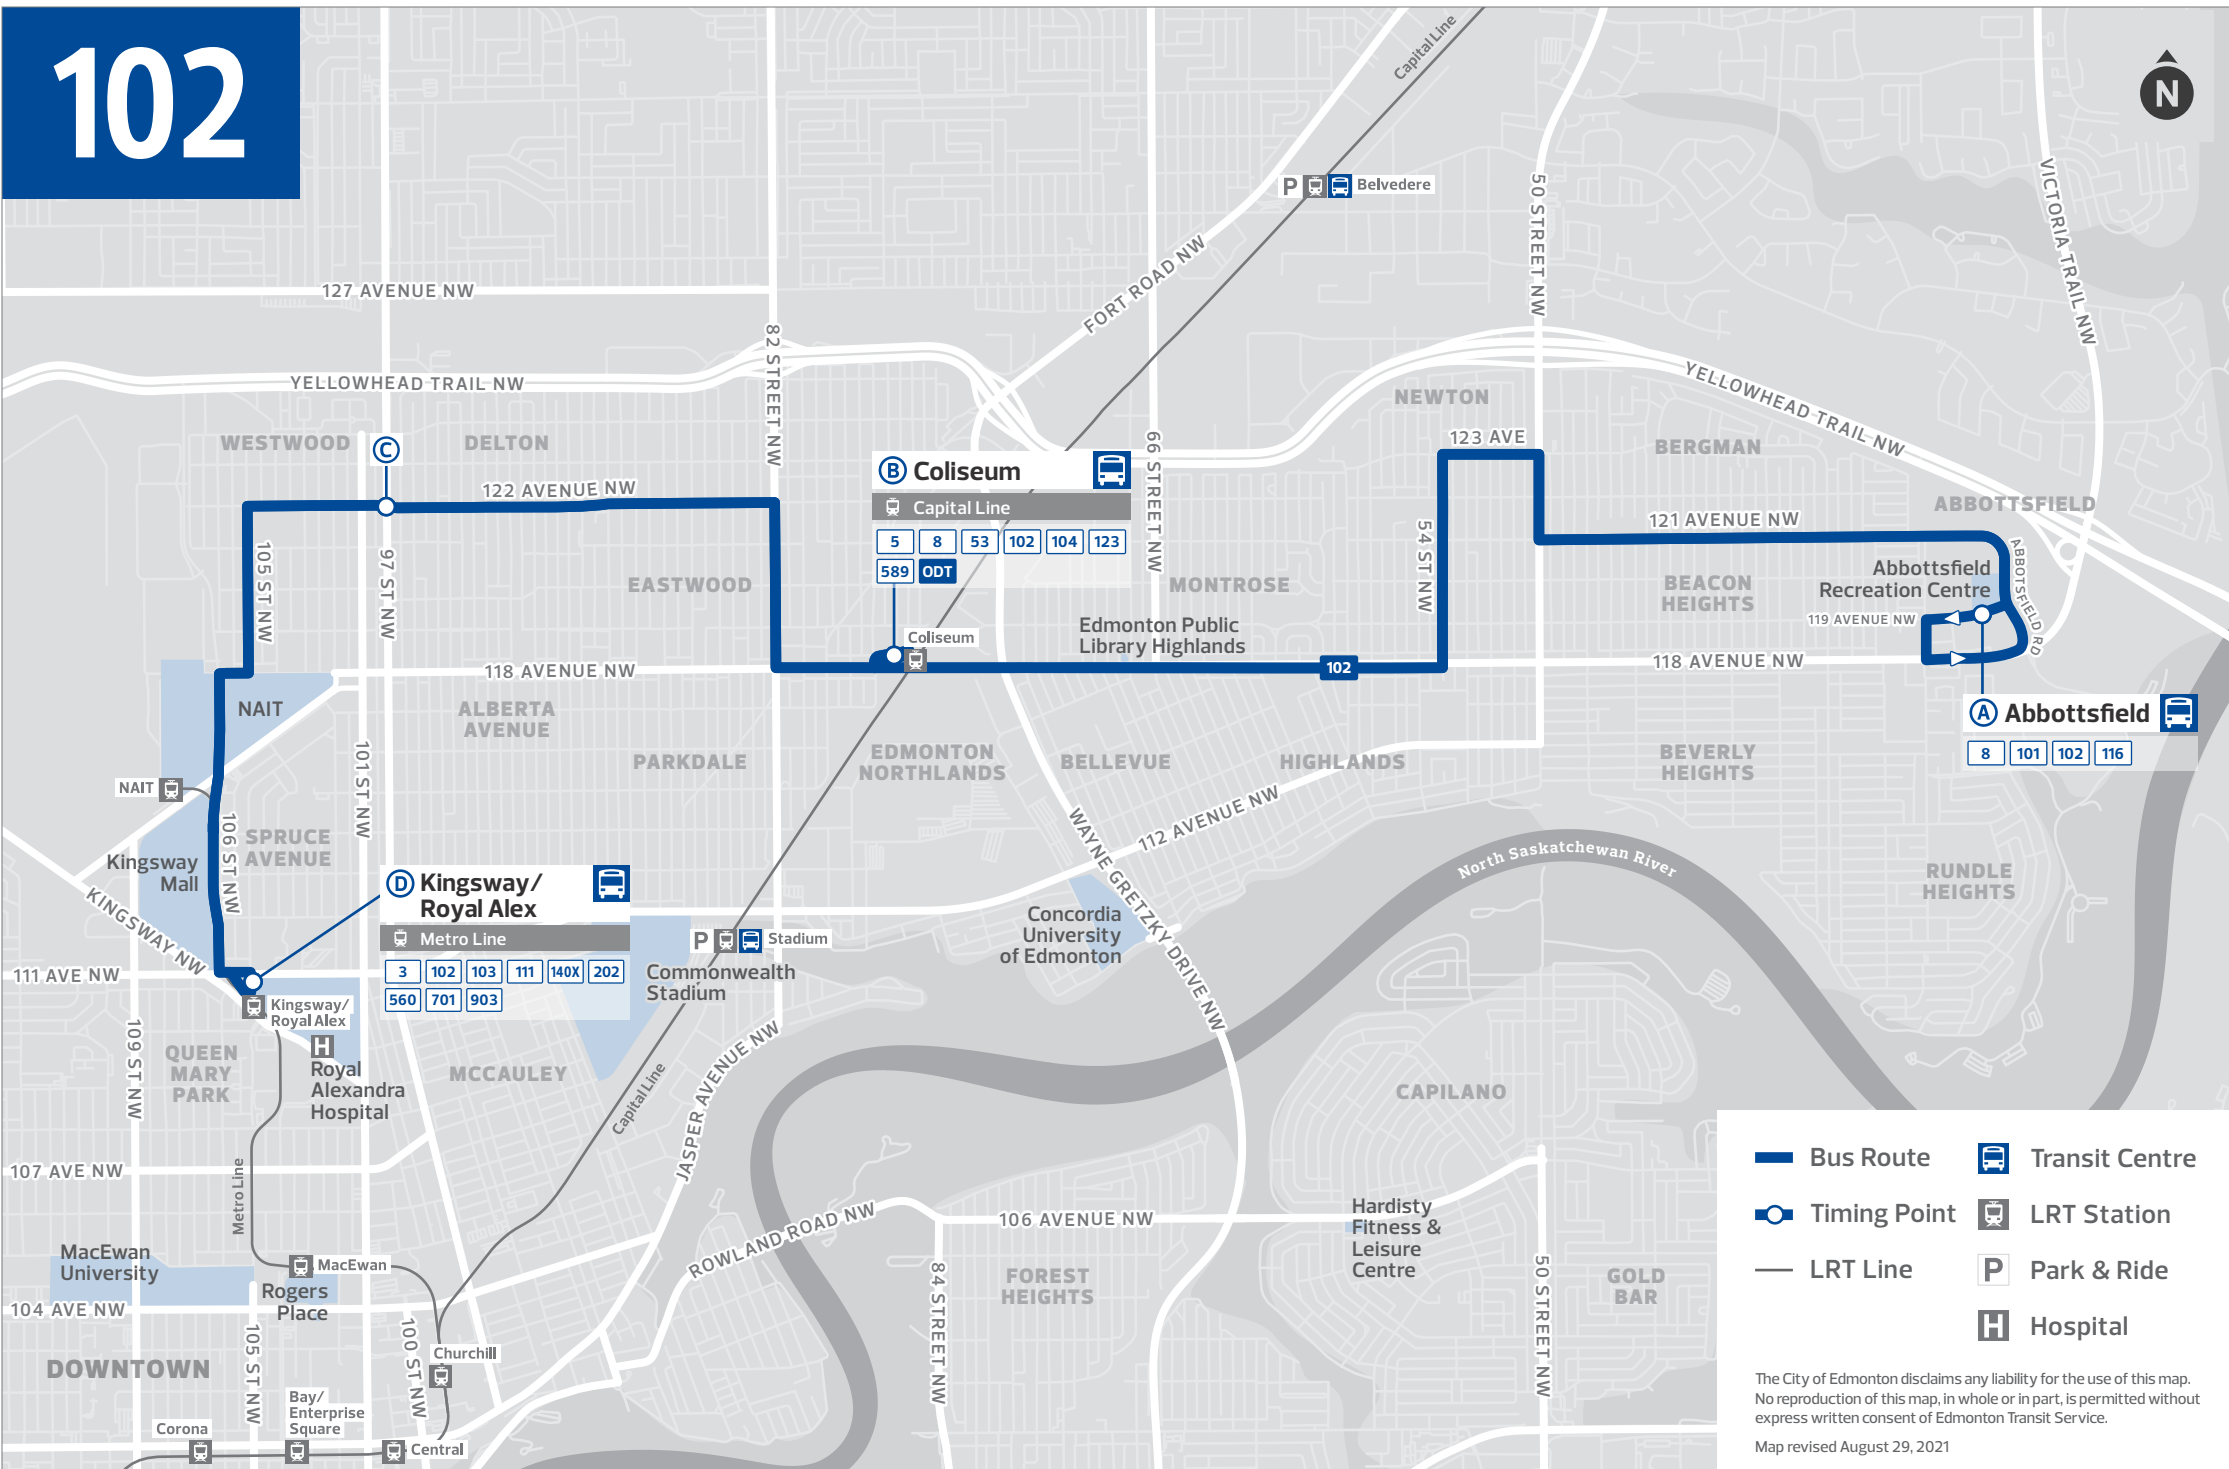 102
N
Capital Line
P
Belvedere
50 STREET NW
VICTORIA TRAIL NW
127 AVENUE NW
FORT ROAD NW
82 STREET NW
YELLOWHEAD TRAIL NW
YELLOWHEAD TRAIL NW
NEWTON
WESTWOOD
DELTON
C
66 STREET NW
123 AVE
BERGMAN
B Coliseum
Capital Line
5 8 53 102 104 123
589 ODT
122 AVENUE NW
ABBOTTSFIELD
121 AVENUE NW
54 ST NW
105 ST NW
97 ST NW
EASTWOOD
MONTROSE
BEACON
HEIGHTS
Abbottsfield
Recreation Centre
ABBOTSFIELD RD
119 AVENUE NW
Coliseum
Edmonton Public
Library Highlands
118 AVENUE NW
102
118 AVENUE NW
NAIT
ALBERTA
AVENUE
A Abbottsfield
8 101 102 116
101 ST NW
PARKDALE
EDMONTON
NORTHLANDS
BELLEVUE
HIGHLANDS
BEVERLY
HEIGHTS
NAIT
106 ST NW
SPRUCE
AVENUE
WAYNE GRETZKY DRIVE NW
112 AVENUE NW
North Saskatchewan River
Kingsway
Mall
KINGSWAY NW
D Kingsway/
Royal Alex
Metro Line
3 102 103 111 140X 202
560 701 903
RUNDLE
HEIGHTS
Concordia
University
of Edmonton
P
Stadium
Commonwealth
Stadium
111 AVE NW
Kingsway/
Royal Alex
109 ST NW
H
Royal
Alexandra
Hospital
QUEEN
MARY
PARK
MCCAULEY
JASPER AVENUE NW
Capital Line
CAPILANO
107 AVE NW
Metro Line
ROWLAND ROAD NW
106 AVENUE NW
Hardisty
Fitness &
Leisure
Centre
MacEwan
University
MacEwan
Rogers
Place
84 STREET NW
FOREST
HEIGHTS
50 STREET NW
GOLD
BAR
104 AVE NW
105 ST NW
100 ST NW
Churchill
DOWNTOWN
Bay/
Enterprise
Square
Corona
Central
Bus Route
Transit Centre
Timing Point
LRT Station
LRT Line
P Park & Ride
H Hospital
The City of Edmonton disclaims any liability for the use of this map.
No reproduction of this map, in whole or in part, is permitted without
express written consent of Edmonton Transit Service.
Map revised August 29, 2021